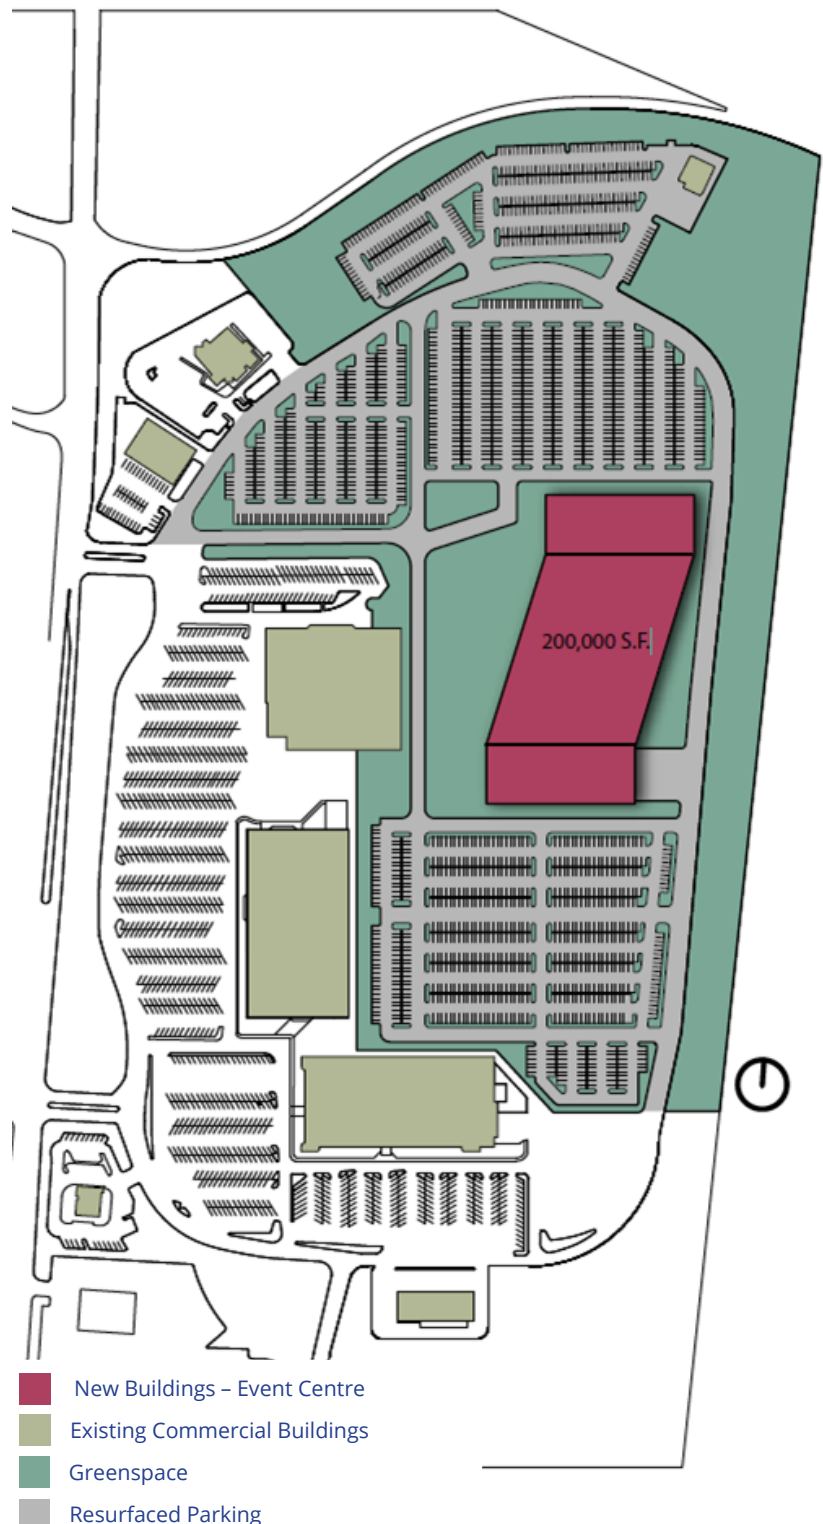 200,000 S.F.
New Buildings – Event Centre
Existing Commercial Buildings
Greenspace
Resurfaced Parking